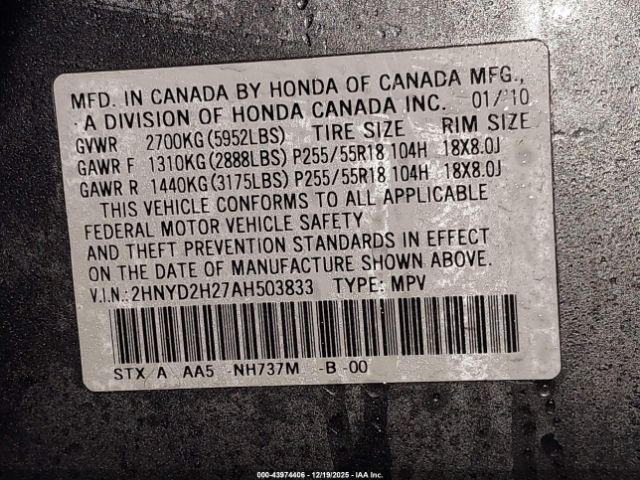 MFD. IN CANADA BY HONDA OF CANADA MFG.,
A DIVISION OF HONDA CANADA INC. 01/'10
GVWR 2700KG(5952LBS) TIRE SIZE RIM SIZE
GAWR F 1310KG(2888LBS) P255/55R18 104H 18X8.0J
GAWR R 1440KG(3175LBS) P255/55R18 104H 18X8.0J
THIS VEHICLE CONFORMS TO ALL APPLICABLE
FEDERAL MOTOR VEHICLE SAFETY
AND THEFT PREVENTION STANDARDS IN EFFECT
ON THE DATE OF MANUFACTURE SHOWN ABOVE.
V.I.N.:2HNYD2H27AH503833 TYPE: MPV
STX A AA5 -NH737M -B -00
000-43974406 - 12/19/2025 - IAA Inc.